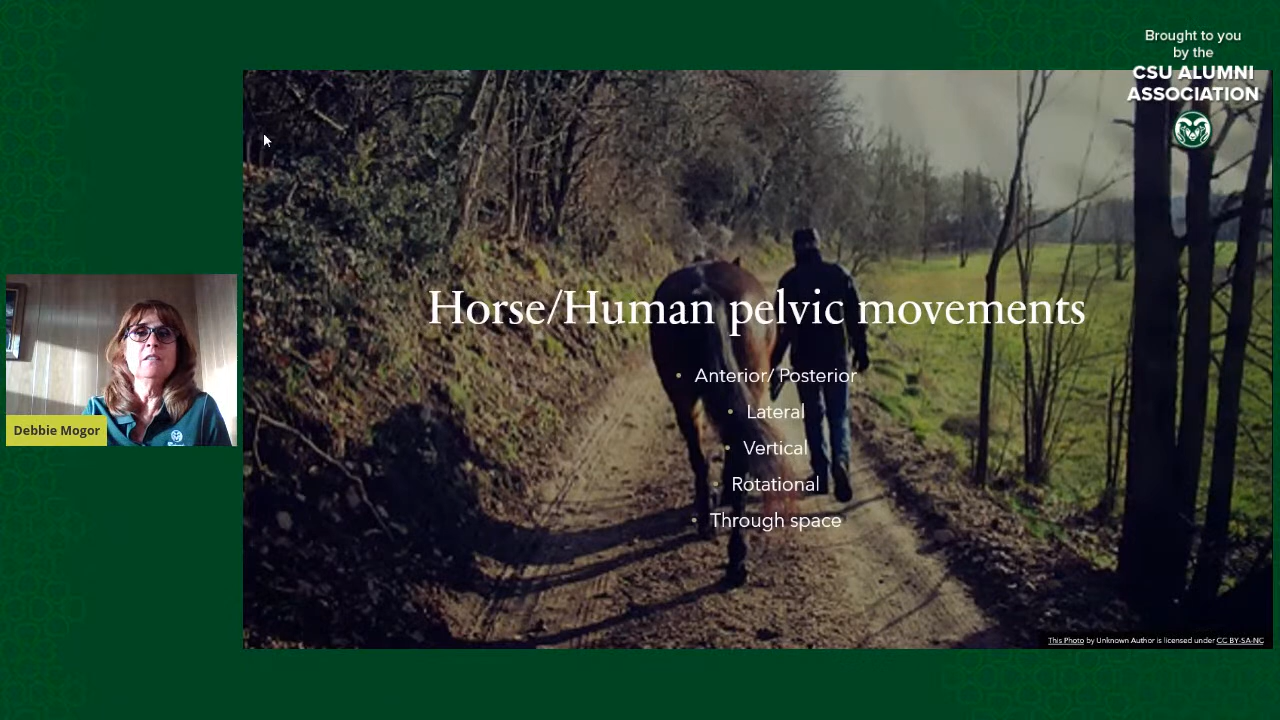 Brought to you
by the
CSU ALUMNI
ASSOCIATION
Horse/Human pelvic movements
• Anterior/ Posterior
• Lateral
• Vertical
• Rotational
• Through space
Debbie Mogor
This Photo by Unknown Author is licensed under CC BY-SA-NC